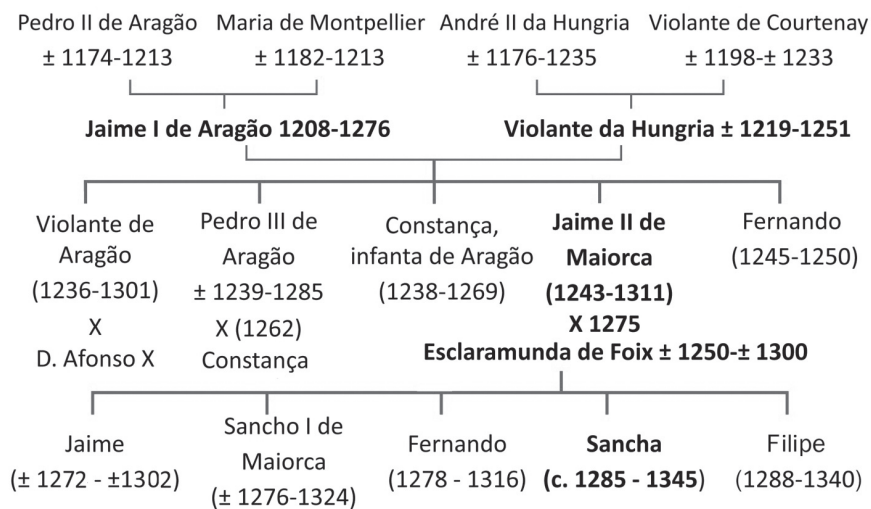 Pedro II de Aragão
± 1174-1213
Maria de Montpellier
± 1182-1213
André II da Hungria
± 1176-1235
Violante de Courtenay
± 1198-± 1233
Jaime I de Aragão 1208-1276
Violante da Hungria ± 1219-1251
Violante de
Aragão
(1236-1301)
X
D. Afonso X
Pedro III de
Aragão
± 1239-1285
X (1262)
Constança
Constança,
infanta de Aragão
(1238-1269)
Jaime II de
Maiorca
(1243-1311)
X 1275
Esclaramunda de Foix ± 1250-± 1300
Fernando
(1245-1250)
Jaime
(± 1272 - ±1302)
Sancho I de
Maiorca
(± 1276-1324)
Fernando
(1278 - 1316)
Sancha
(c. 1285 - 1345)
Filipe
(1288-1340)